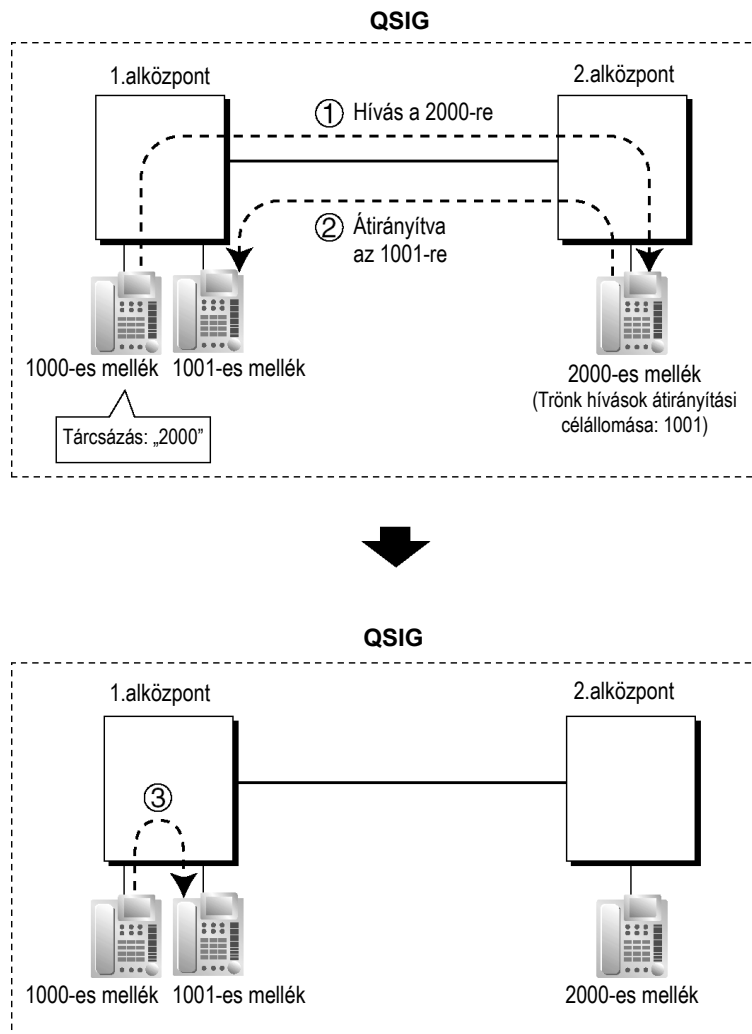 QSIG
1.alközpont
2.alközpont
① Hívás a 2000-re
② Átirányítva
az 1001-re
1000-es mellék
1001-es mellék
2000-es mellék
(Trönk hívások átirányítási
célállomása: 1001)
Tárcsázás: „2000”
QSIG
1.alközpont
2.alközpont
③
1000-es mellék
1001-es mellék
2000-es mellék